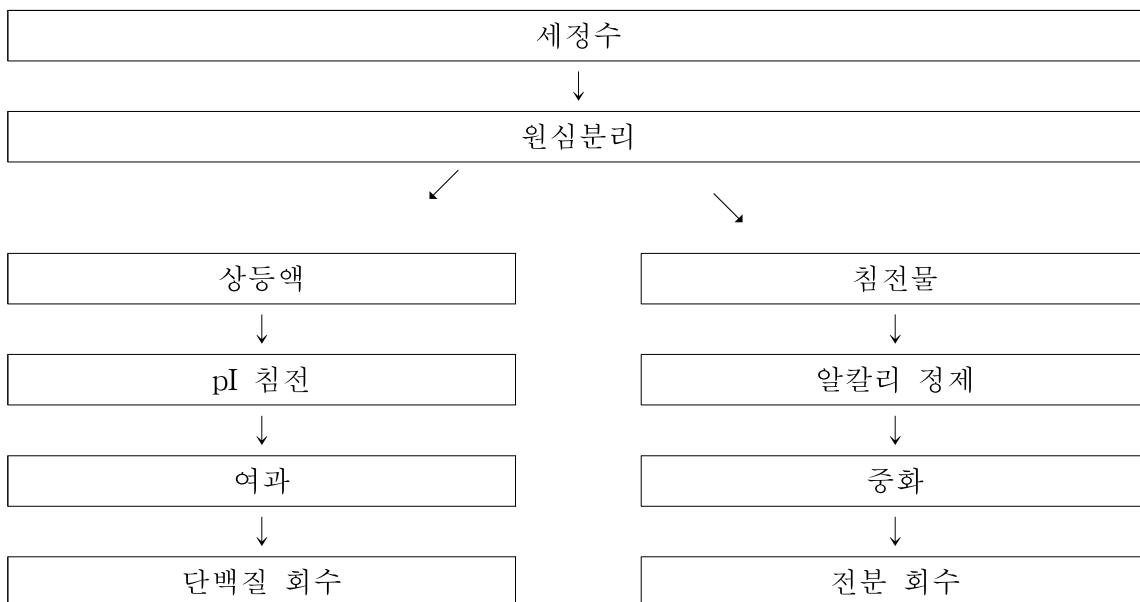 세정수
원심분리
상등액
침전물
pI 침전
알칼리 정제
여과
중화
단백질 회수
전분 회수